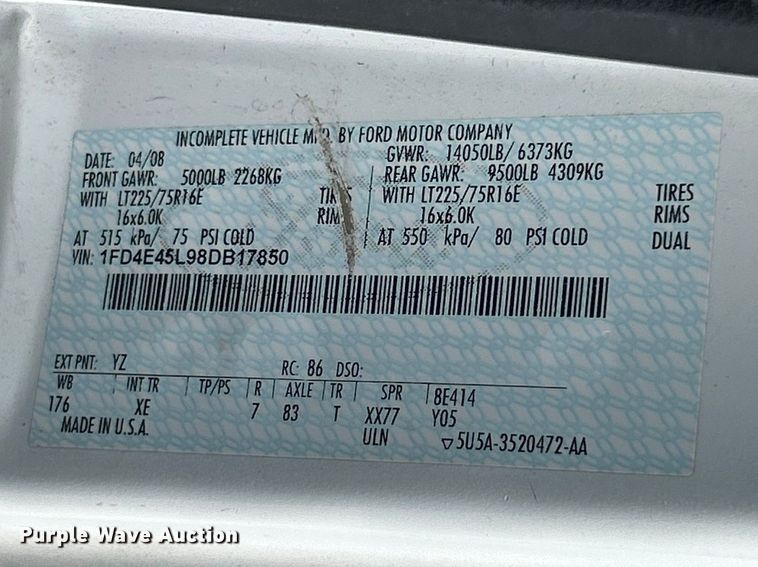 INCOMPLETE VEHICLE MFD. BY FORD MOTOR COMPANY
DATE: 04/08 GVWR: 14050LB/ 6373KG
FRONT GAWR: 5000LB 2268KG REAR GAWR: 9500LB 4309KG
WITH LT225/75R16E TIRES WITH LT225/75R16E TIRES
16x6.0K RIMS 16x6.0K RIMS
AT 515 kPa/ 75 PSI COLD AT 550 kPa/ 80 PSI COLD DUAL
VIN: 1FD4E45L98DB17850
EXT PNT: YZ RC: 86 DSO:
WB INT TR TP/PS R AXLE TR SPR 8E414
176 XE 7 83 T XX77 Y05
MADE IN U.S.A. ULN ▽5U5A-3520472-AA
Purple Wave Auction